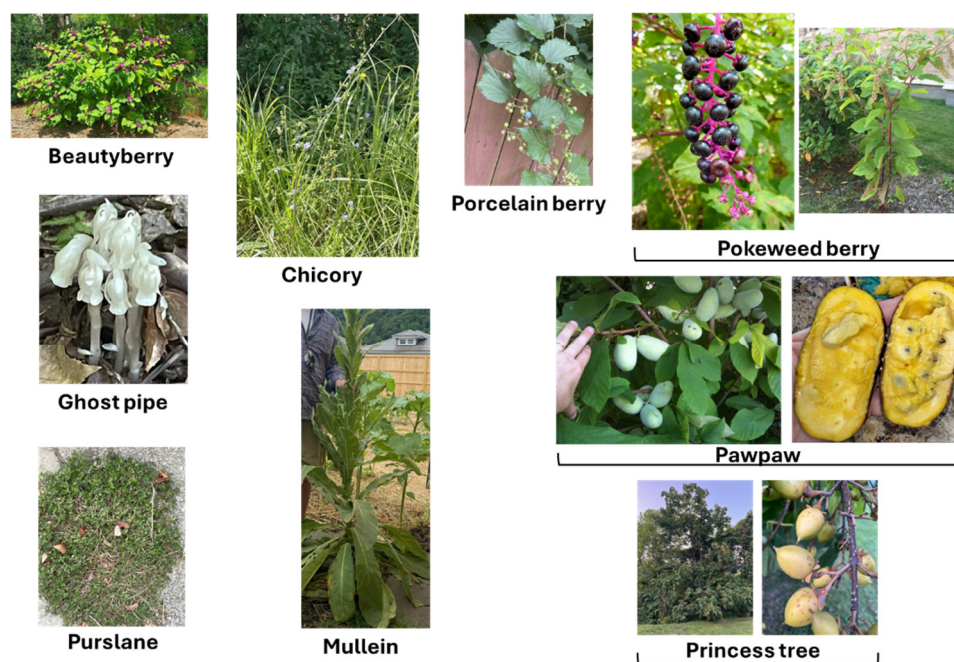 Beautyberry
Chicory
Porcelain berry
Pokeweed berry
Ghost pipe
Pawpaw
Purslane
Mullein
Princess tree